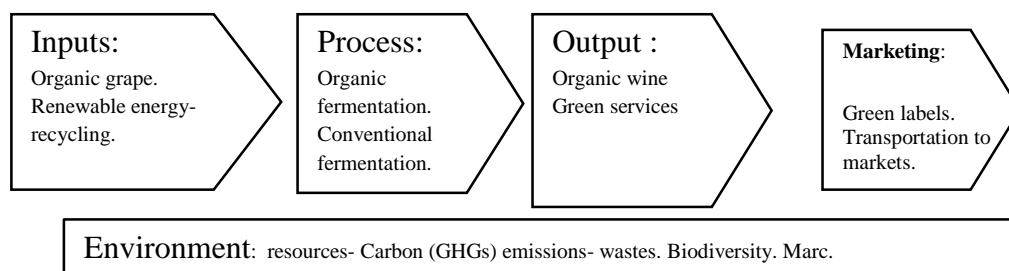 Inputs:
Organic grape.
Renewable energy-
recycling.
Process:
Organic
fermentation.
Conventional
fermentation.
Output :
Organic wine
Green services
Marketing:
Green labels.
Transportation to
markets.
Environment: resources- Carbon (GHGs) emissions- wastes. Biodiversity. Marc.